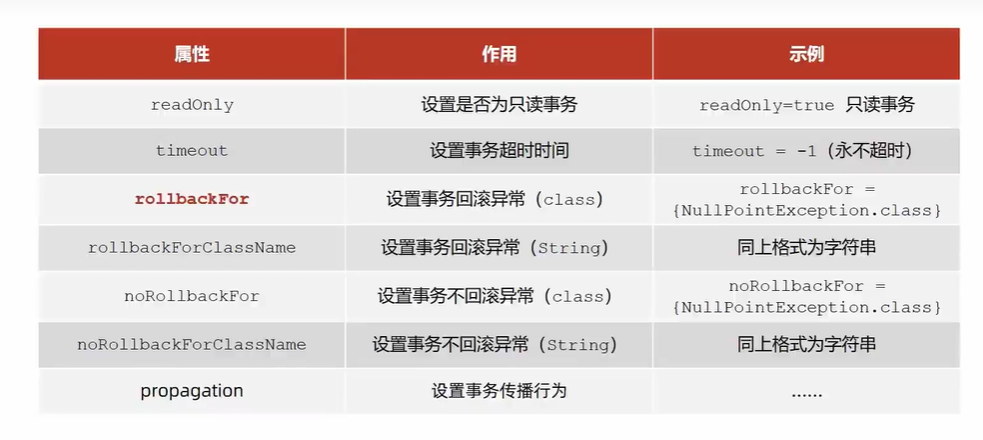 属性 作用 示例
readOnly 设置是否为只读事务 readOnly=true 只读事务
timeout 设置事务超时时间 timeout = -1（永不超时）
rollbackFor 设置事务回滚异常（class） rollbackFor =
{NullPointException.class}
rollbackForClassName 设置事务回滚异常（String) 同上格式为字符串
noRollbackFor 设置事务不回滚异常（class) noRollbackFor =
{NullPointException.class}
noRollbackForClassName 设置事务不回滚异常（String) 同上格式为字符串
propagation 设置事务传播行为 ……